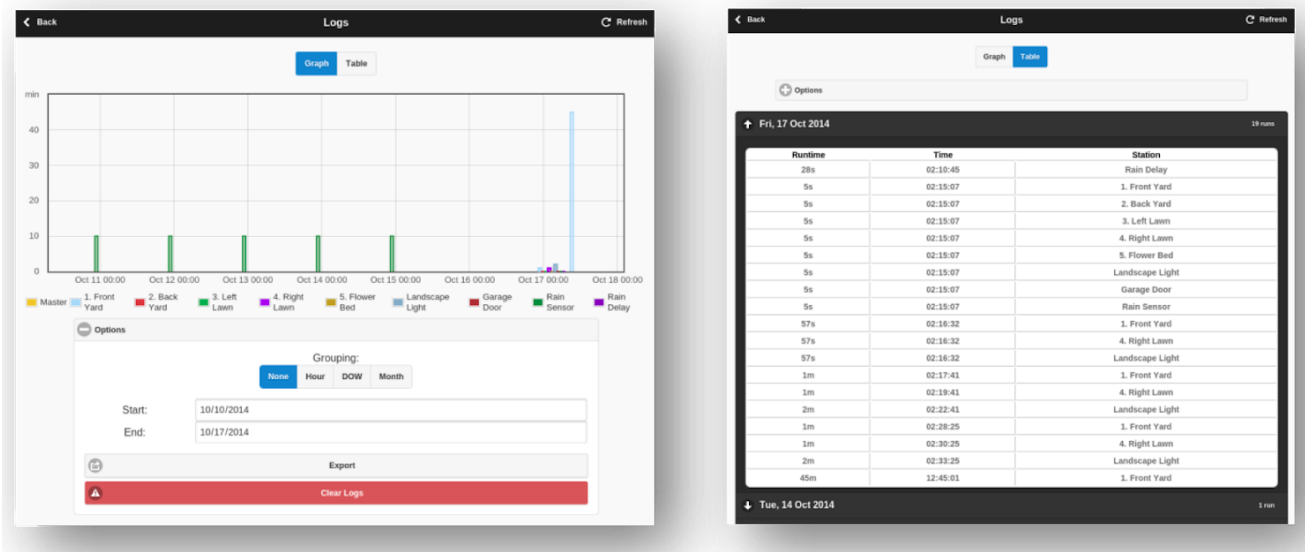 Back Logs Refresh
Graph Table
min
40
30
20
10
0
Oct 11 00:00 Oct 12 00:00 Oct 13 00:00 Oct 14 00:00 Oct 15 00:00 Oct 16 00:00 Oct 17 00:00 Oct 18 00:00
Master 1. Front Yard 2. Back Yard 3. Left Lawn 4. Right Lawn 5. Flower Bed Landscape Light Garage Door Rain Sensor Rain Delay
Options
Grouping:
None Hour DOW Month
Start: 10/10/2014
End: 10/17/2014
Export
Clear Logs
Back Logs Refresh
Graph Table
Options
Fri, 17 Oct 2014 19 runs
Runtime Time Station
28s 02:10:45 Rain Delay
5s 02:15:07 1. Front Yard
5s 02:15:07 2. Back Yard
5s 02:15:07 3. Left Lawn
5s 02:15:07 4. Right Lawn
5s 02:15:07 5. Flower Bed
5s 02:15:07 Landscape Light
5s 02:15:07 Garage Door
5s 02:15:07 Rain Sensor
57s 02:16:32 1. Front Yard
57s 02:16:32 4. Right Lawn
57s 02:16:32 Landscape Light
1m 02:17:41 1. Front Yard
1m 02:19:41 4. Right Lawn
2m 02:22:41 Landscape Light
1m 02:28:25 1. Front Yard
1m 02:30:25 4. Right Lawn
2m 02:33:25 Landscape Light
45m 12:45:01 1. Front Yard
Tue, 14 Oct 2014 1 run